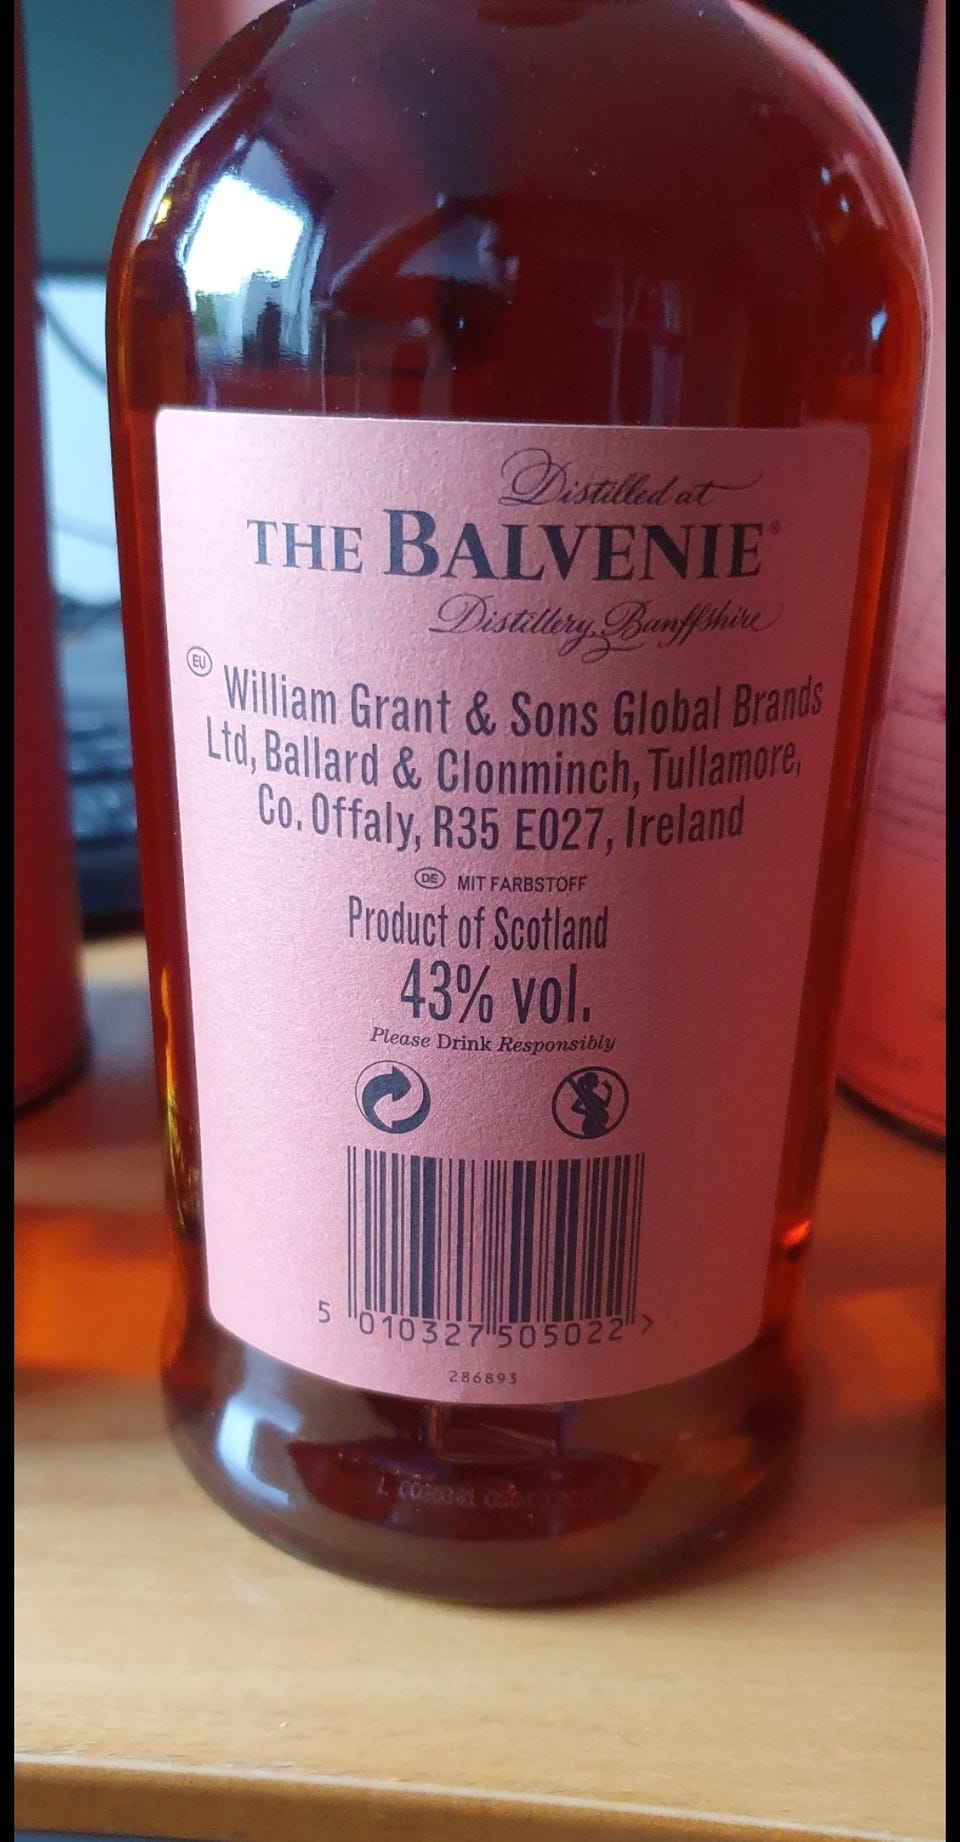 Distilled at
THE BALVENIE®
Distillery, Banffshire
EU William Grant & Sons Global Brands
Ltd, Ballard & Clonminch, Tullamore,
Co. Offaly, R35 E027, Ireland
DE MIT FARBSTOFF
Product of Scotland
43% vol.
Please Drink Responsibly
5 010327 505022 >
286893